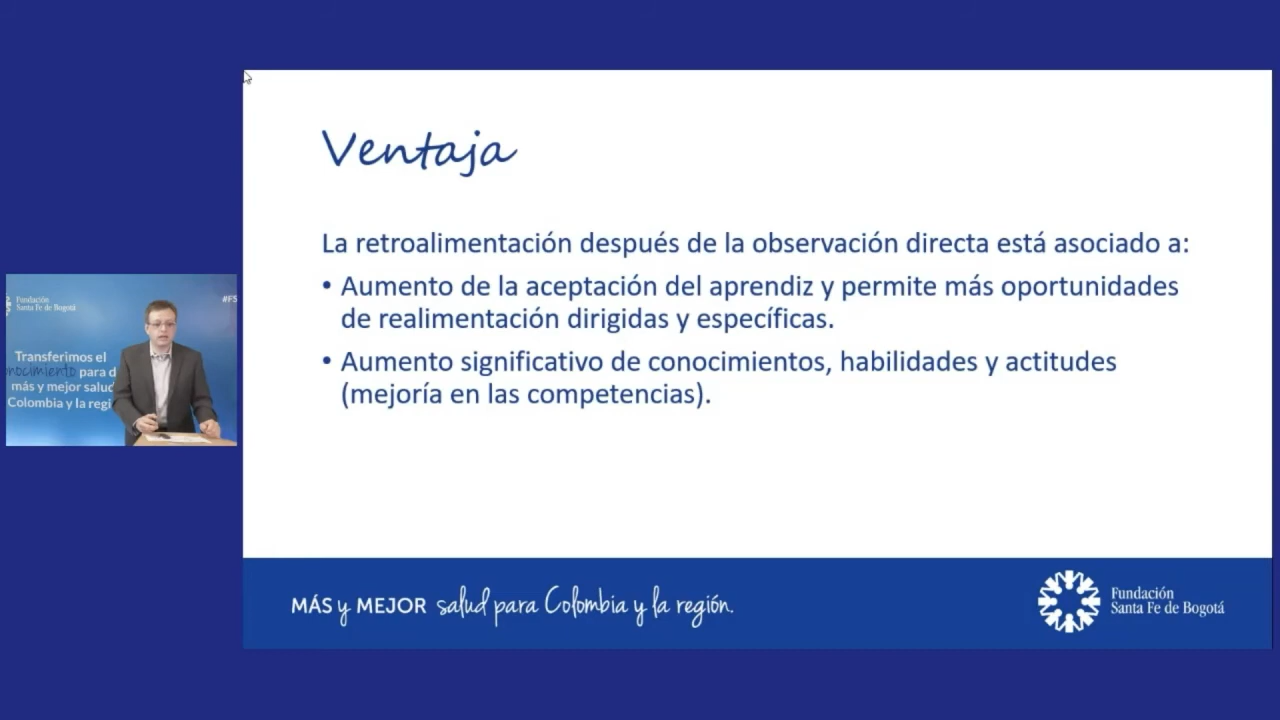 Ventaja
La retroalimentación después de la observación directa está asociado a:
• Aumento de la aceptación del aprendiz y permite más oportunidades
de realimentación dirigidas y específicas.
• Aumento significativo de conocimientos, habilidades y actitudes
(mejoría en las competencias).
Fundación
Santa Fe de Bogotá
Transferimos el
para
más y mejor salud
Colombia y la regi
MÁS y MEJOR salud para Colombia y la región.
Fundación
Santa Fe de Bogotá